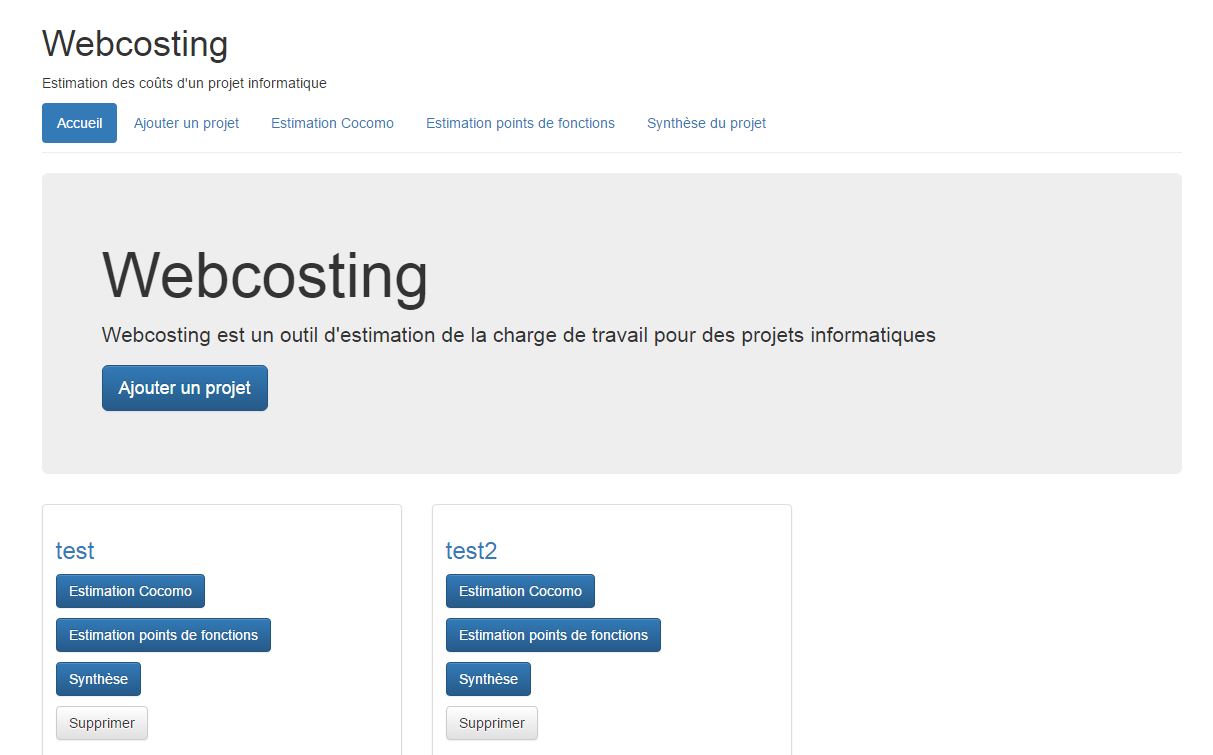 Webcosting
Estimation des coûts d'un projet informatique
Accueil Ajouter un projet Estimation Cocomo Estimation points de fonctions Synthèse du projet
Webcosting
Webcosting est un outil d'estimation de la charge de travail pour des projets informatiques
Ajouter un projet
test
Estimation Cocomo
Estimation points de fonctions
Synthèse
Supprimer
test2
Estimation Cocomo
Estimation points de fonctions
Synthèse
Supprimer